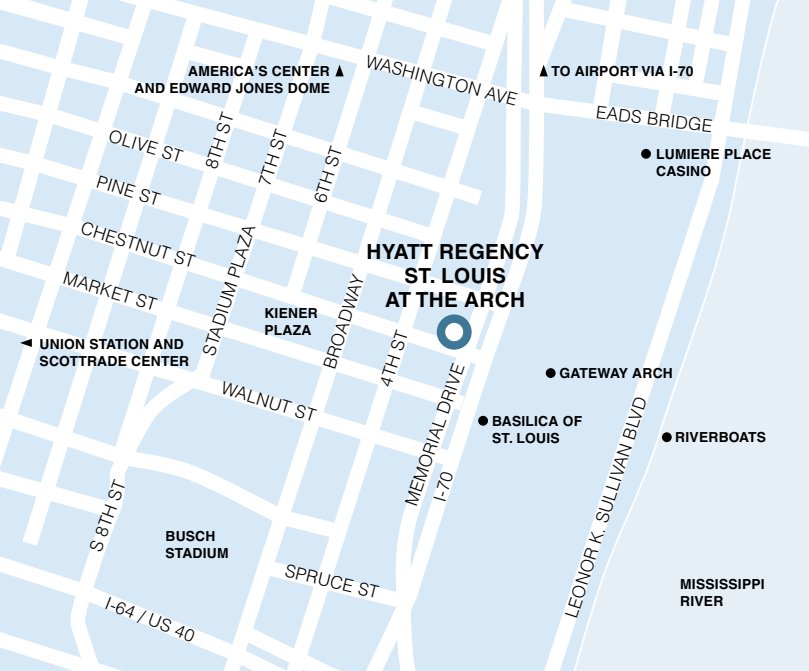 AMERICA'S CENTER
AND EDWARD JONES DOME
WASHINGTON AVE
TO AIRPORT VIA I-70
EADS BRIDGE
LUMIERE PLACE
CASINO
OLIVE ST
8TH ST
7TH ST
6TH ST
PINE ST
CHESTNUT ST
MARKET ST
STADIUM PLAZA
HYATT REGENCY
ST. LOUIS
AT THE ARCH
KIENER
PLAZA
BROADWAY
4TH ST
UNION STATION AND
SCOTTRADE CENTER
WALNUT ST
GATEWAY ARCH
MEMORIAL DRIVE
I-70
BASILICA OF
ST. LOUIS
LEONOR K. SULLIVAN BLVD
RIVERBOATS
S 8TH ST
BUSCH
STADIUM
SPRUCE ST
I-64 / US 40
MISSISSIPPI
RIVER